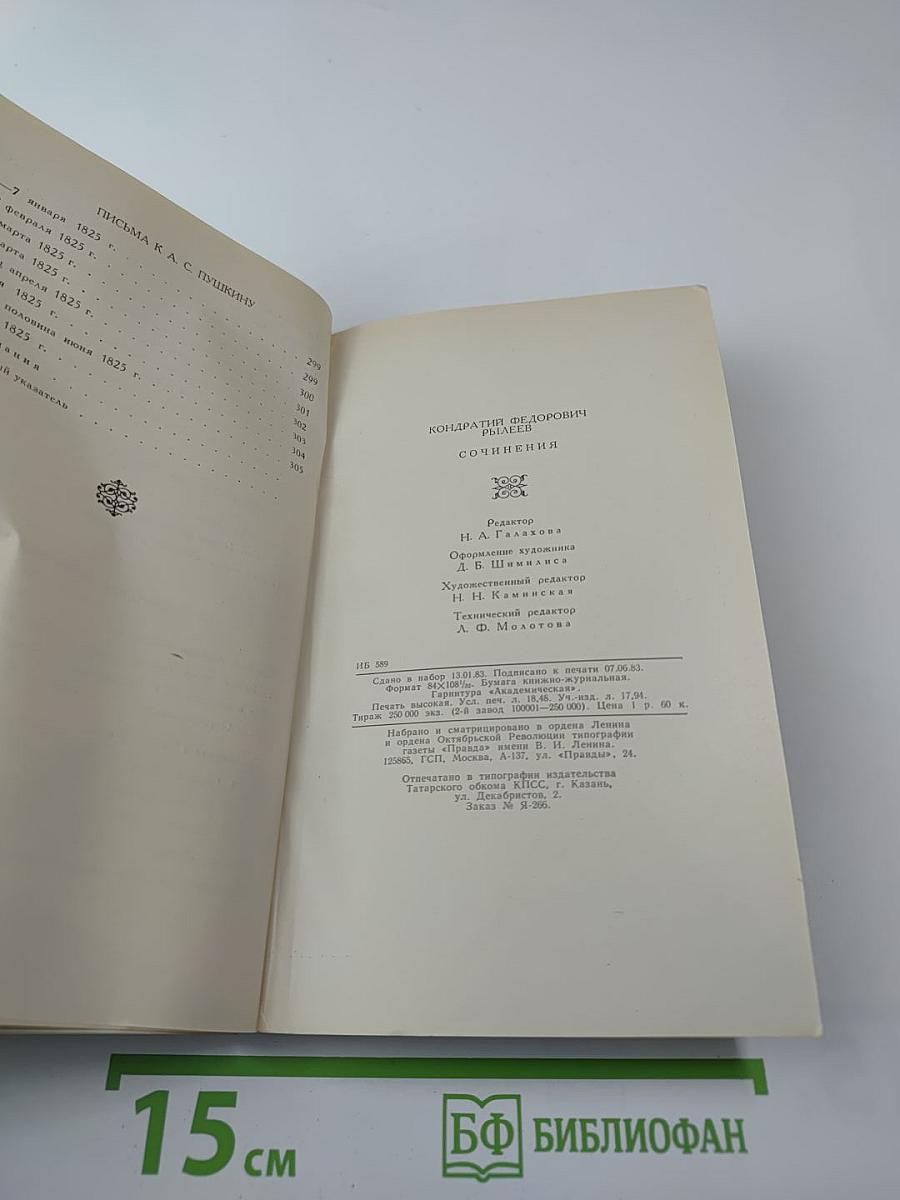 ПИСЬМА К А. С. ПУШКИНУ
—7 января 1825 г. . . . . . . . . . . 299
февраля 1825 г. . . . . . . . . . . 299
марта 1825 г. . . . . . . . . . . 300
арта 1825 г. . . . . . . . . . . 301
апреля 1825 г. . . . . . . . . . . 302
я 1825 г. . . . . . . . . . . 303
половина июня 1825 г. . . . . . . . . . . 304
1825 г. . . . . . . . . . . 305
ания . . . . . . . . . .
ый указатель . . . . . . . . . .
КОНДРАТИЙ ФЕДОРОВИЧ
РЫЛЕЕВ
СОЧИНЕНИЯ
Редактор
Н. А. Галахова
Оформление художника
Д. Б. Шимилиса
Художественный редактор
Н. Н. Каминская
Технический редактор
Л. Ф. Молотова
ИБ 589
Сдано в набор 13.01.83. Подписано к печати 07.06.83.
Формат 84×108¹/₃₂. Бумага книжно-журнальная.
Гарнитура «Академическая».
Печать высокая. Усл. печ. л. 18,48. Уч.-изд. л. 17,94.
Тираж 250 000 экз. (2-й завод 100001—250 000). Цена 1 р. 60 к.
Набрано и сматрицировано в ордена Ленина
и ордена Октябрьской Революции типографии
газеты «Правда» имени В. И. Ленина.
125865, ГСП, Москва, А-137, ул. «Правды», 24.
Отпечатано в типографии издательства
Татарского обкома КПСС, г. Казань,
ул. Декабристов, 2.
Заказ № Я-266.
15 см
БФ БИБЛИОФАН